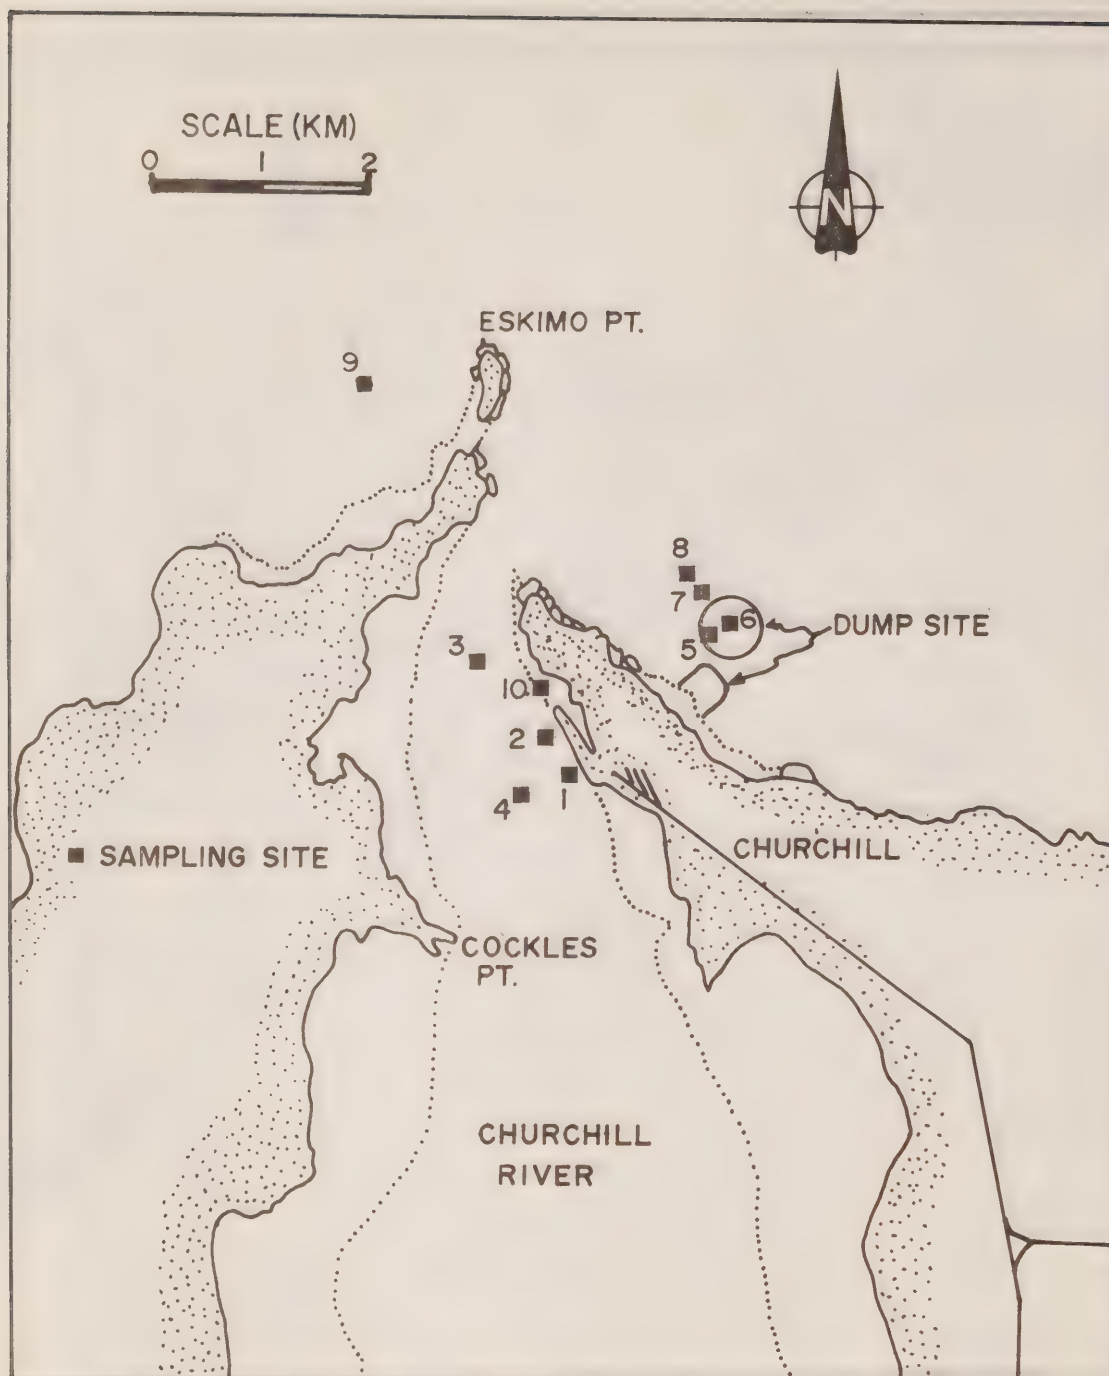 SCALE (KM)
0 1 2
N
ESKIMO PT.
9
8
7
6
5
DUMP SITE
3
10
2
1
4
SAMPLING SITE
CHURCHILL
COCKLES
PT.
CHURCHILL
RIVER